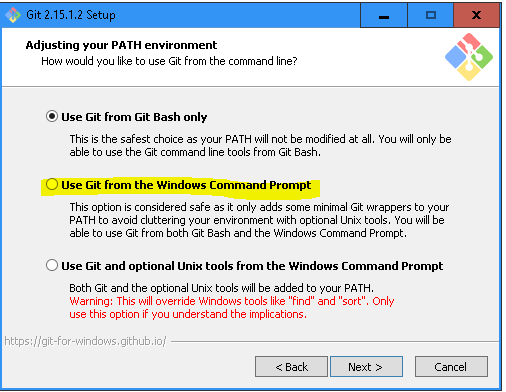 Git 2.15.1.2 Setup
Adjusting your PATH environment
How would you like to use Git from the command line?
Use Git from Git Bash only
This is the safest choice as your PATH will not be modified at all. You will only be
able to use the Git command line tools from Git Bash.
Use Git from the Windows Command Prompt
This option is considered safe as it only adds some minimal Git wrappers to your
PATH to avoid cluttering your environment with optional Unix tools. You will be
able to use Git from both Git Bash and the Windows Command Prompt.
Use Git and optional Unix tools from the Windows Command Prompt
Both Git and the optional Unix tools will be added to your PATH.
Warning: This will override Windows tools like "find" and "sort". Only
use this option if you understand the implications.
https://git-for-windows.github.io/
< Back
Next >
Cancel